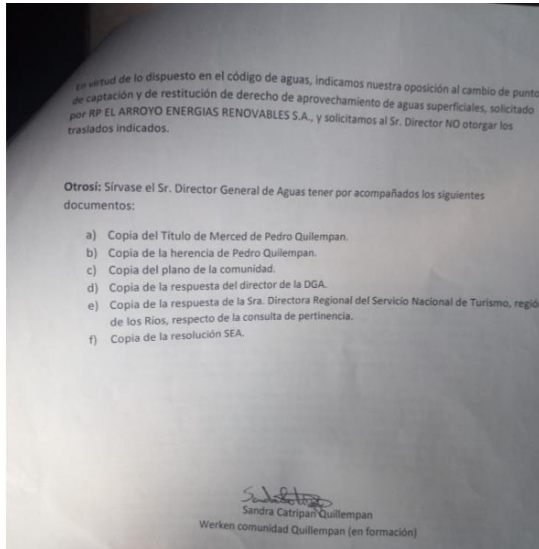 En virtud de lo dispuesto en el código de aguas, indicamos nuestra oposición al cambio de punto
de captación y de restitución de derecho de aprovechamiento de aguas superficiales, solicitado
por RP EL ARROYO ENERGIAS RENOVABLES S.A., y solicitamos al Sr. Director NO otorgar los
traslados indicados.
Otrosí: Sírvase el Sr. Director General de Aguas tener por acompañados los siguientes
documentos:
a) Copia del Título de Merced de Pedro Quilempan.
b) Copia de la herencia de Pedro Quilempan.
c) Copia del plano de la comunidad.
d) Copia de la respuesta del director de la DGA.
e) Copia de la respuesta de la Sra. Directora Regional del Servicio Nacional de Turismo, regió
de los Ríos, respecto de la consulta de pertinencia.
f) Copia de la resolución SEA.
Sandra Catripan Quillempan
Werken comunidad Quillempan (en formación)